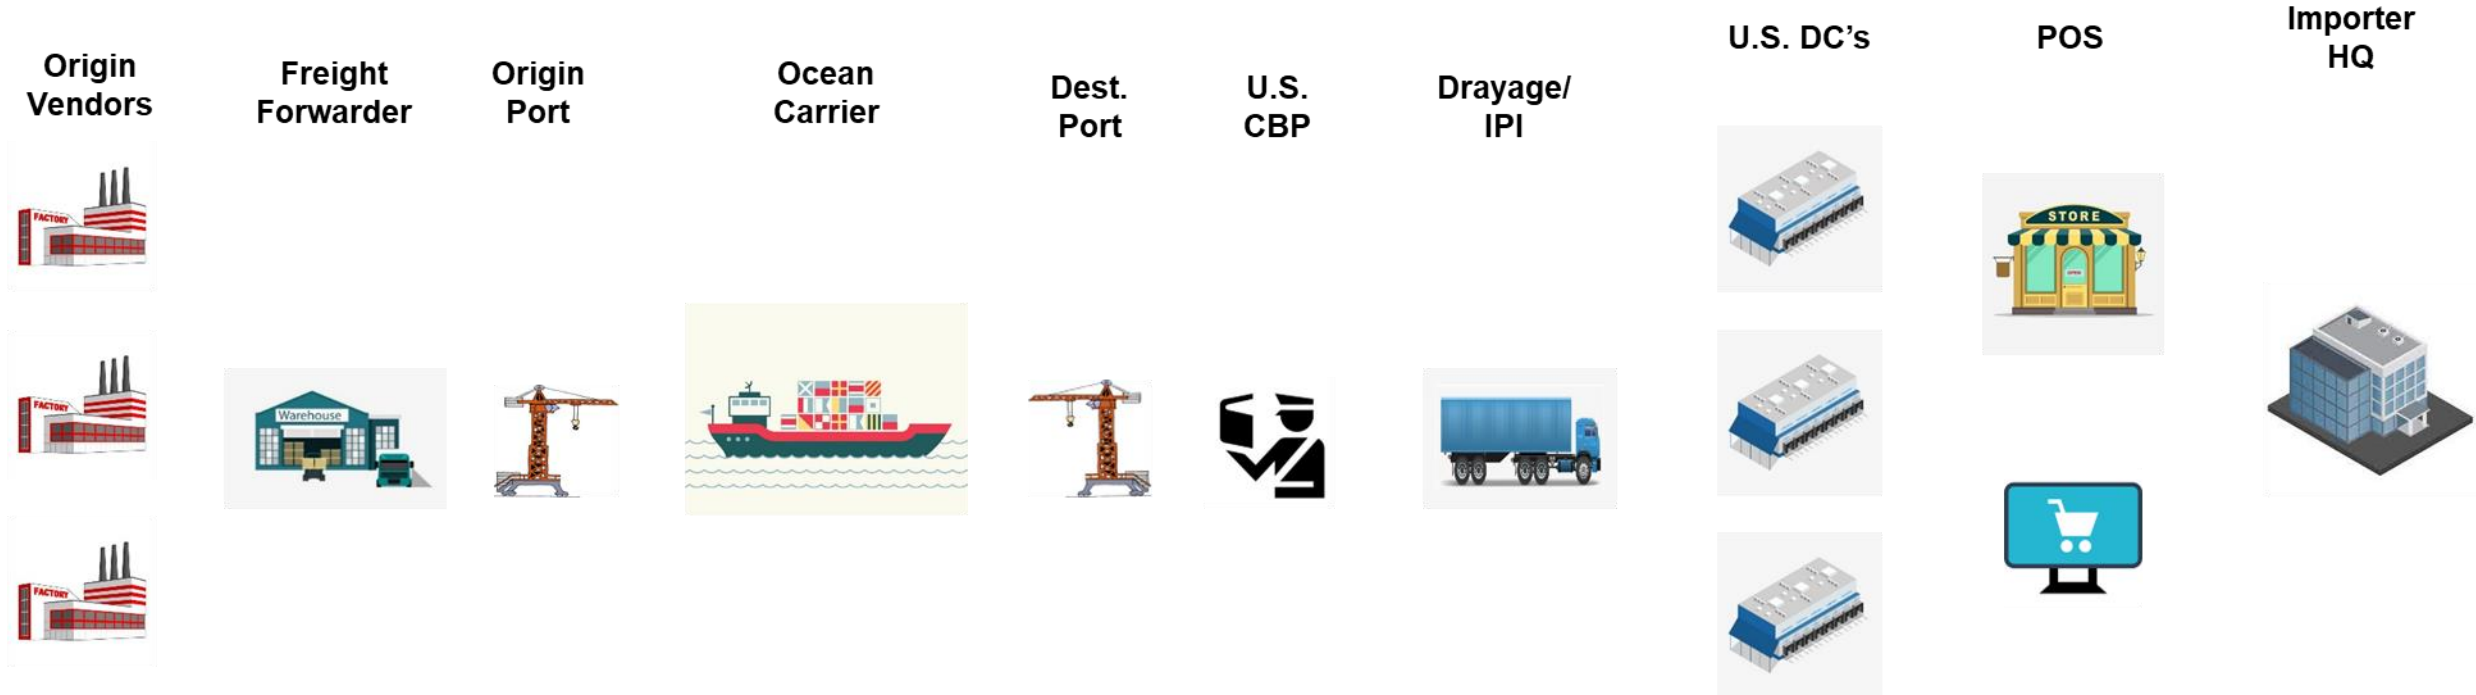 Origin
Vendors
Freight
Forwarder
Origin
Port
Ocean
Carrier
Dest.
Port
U.S.
CBP
Drayage/
IPI
U.S. DC's
POS
Importer
HQ
FACTORY
FACTORY
FACTORY
Warehouse
STORE
OPEN